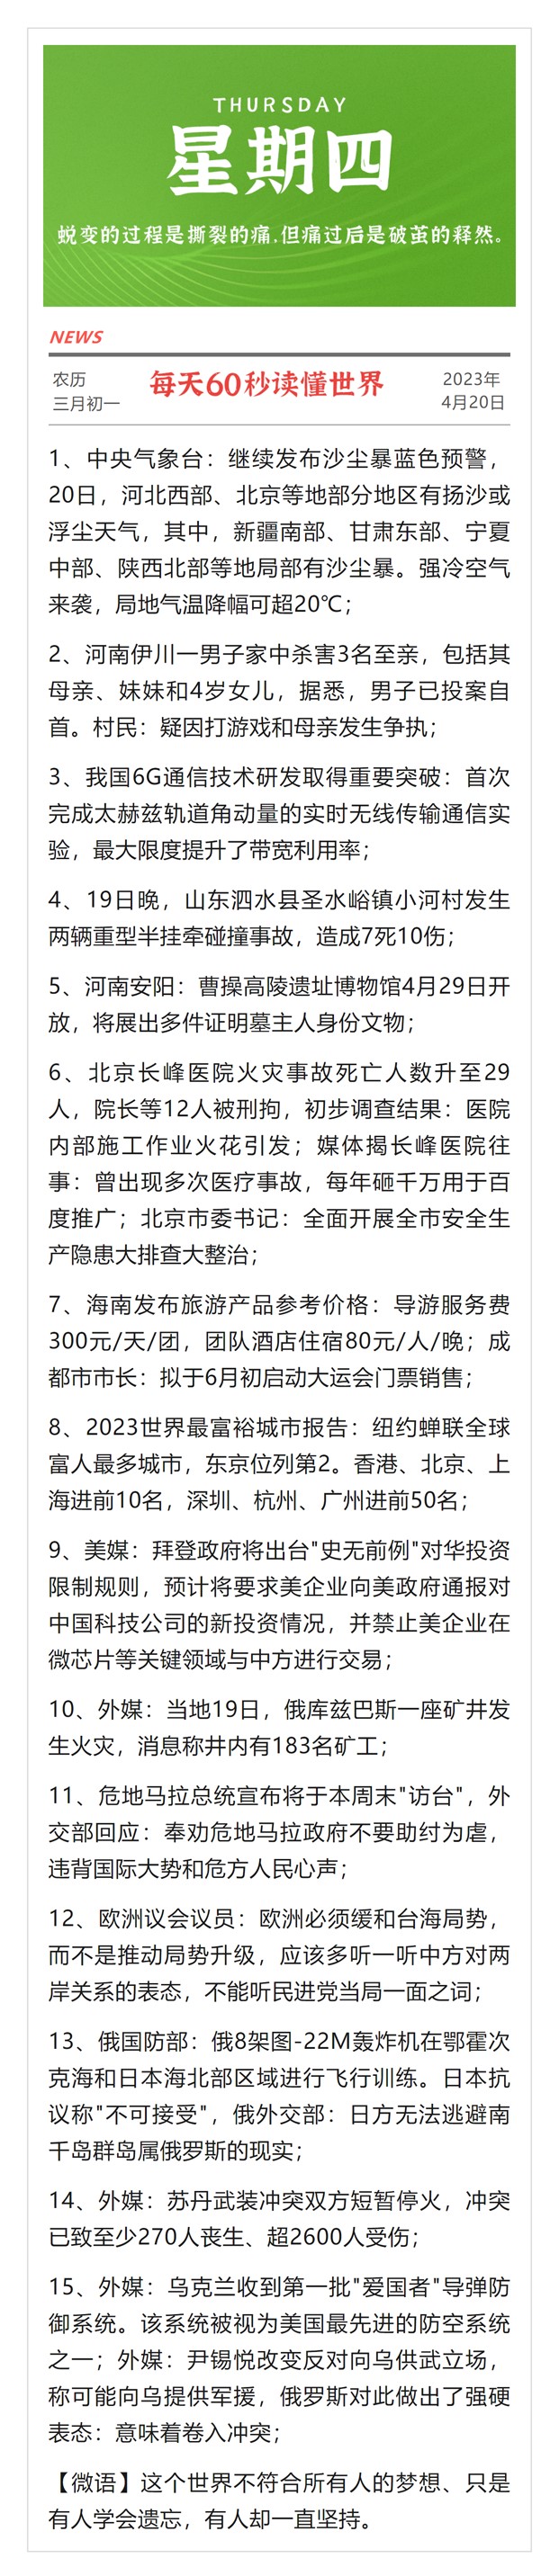 THURSDAY
星期四
蜕变的过程是撕裂的痛,但痛过后是破茧的释然。
NEWS
农历
三月初一
每天60秒读懂世界
2023年
4月20日
1、中央气象台：继续发布沙尘暴蓝色预警，
20日，河北西部、北京等地部分地区有扬沙或
浮尘天气，其中，新疆南部、甘肃东部、宁夏
中部、陕西北部等地局部有沙尘暴。强冷空气
来袭，局地气温降幅可超20℃；
2、河南伊川一男子家中杀害3名至亲，包括其
母亲、妹妹和4岁女儿，据悉，男子已投案自
首。村民：疑因打游戏和母亲发生争执；
3、我国6G通信技术研发取得重要突破：首次
完成太赫兹轨道角动量的实时无线传输通信实
验，最大限度提升了带宽利用率；
4、19日晚，山东泗水县圣水峪镇小河村发生
两辆重型半挂牵碰撞事故，造成7死10伤；
5、河南安阳：曹操高陵遗址博物馆4月29日开
放，将展出多件证明墓主人身份文物；
6、北京长峰医院火灾事故死亡人数升至29
人，院长等12人被刑拘，初步调查结果：医院
内部施工作业火花引发；媒体揭长峰医院往
事：曾出现多次医疗事故，每年砸千万用于百
度推广；北京市委书记：全面开展全市安全生
产隐患大排查大整治；
7、海南发布旅游产品参考价格：导游服务费
300元/天/团，团队酒店住宿80元/人/晚；成
都市市长：拟于6月初启动大运会门票销售；
8、2023世界最富裕城市报告：纽约蝉联全球
富人最多城市，东京位列第2。香港、北京、上
海进前10名，深圳、杭州、广州进前50名；
9、美媒：拜登政府将出台"史无前例"对华投资
限制规则，预计将要求美企业向美政府通报对
中国科技公司的新投资情况，并禁止美企业在
微芯片等关键领域与中方进行交易；
10、外媒：当地19日，俄库兹巴斯一座矿井发
生火灾，消息称井内有183名矿工；
11、危地马拉总统宣布将于本周末"访台"，外
交部回应：奉劝危地马拉政府不要助纣为虐，
违背国际大势和危方人民心声；
12、欧洲议会议员：欧洲必须缓和台海局势，
而不是推动局势升级，应该多听一听中方对两
岸关系的表态，不能听民进党当局一面之词；
13、俄国防部：俄8架图-22M轰炸机在鄂霍次
克海和日本海北部区域进行飞行训练。日本抗
议称"不可接受"，俄外交部：日方无法逃避南
千岛群岛属俄罗斯的现实；
14、外媒：苏丹武装冲突双方短暂停火，冲突
已致至少270人丧生、超2600人受伤；
15、外媒：乌克兰收到第一批"爱国者"导弹防
御系统。该系统被视为美国最先进的防空系统
之一；外媒：尹锡悦改变反对向乌供武立场，
称可能向乌提供军援，俄罗斯对此做出了强硬
表态：意味着卷入冲突；
【微语】这个世界不符合所有人的梦想、只是
有人学会遗忘，有人却一直坚持。